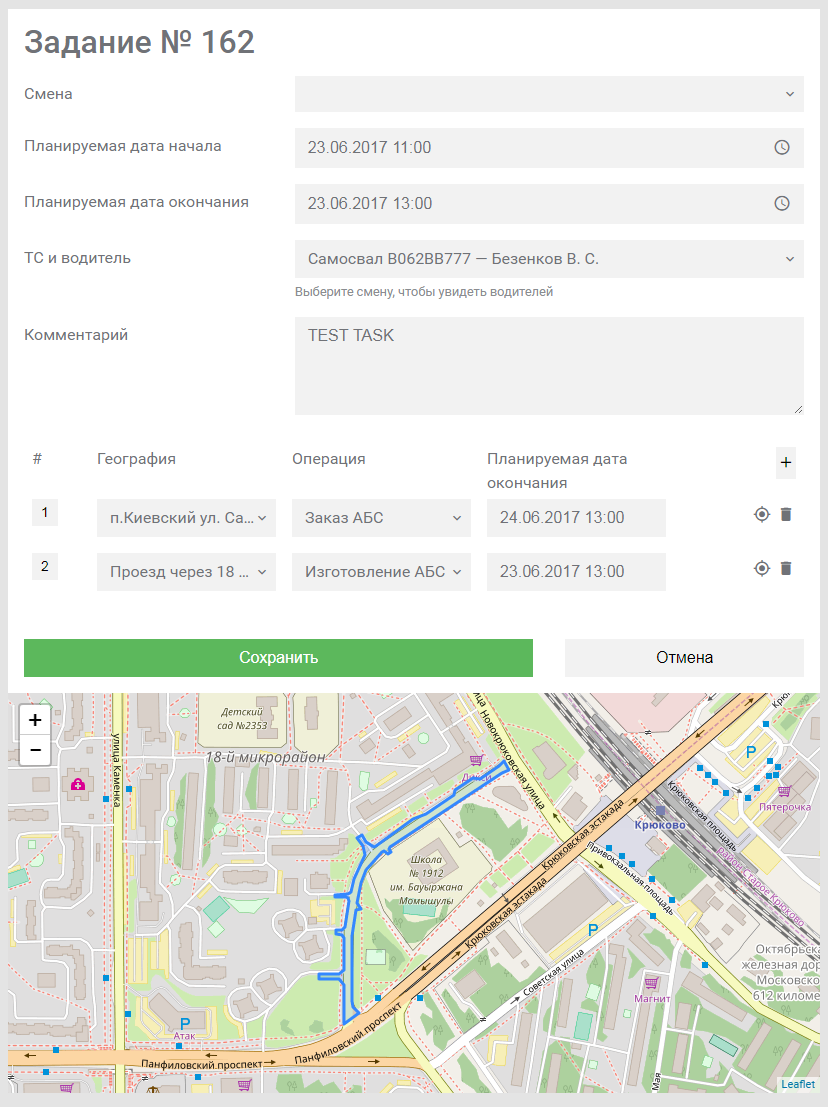 Задание № 162
Смена
Планируемая дата начала
23.06.2017 11:00
Планируемая дата окончания
23.06.2017 13:00
ТС и водитель
Самосвал В062ВВ777 — Безенков В. С.
Выберите смену, чтобы увидеть водителей
Комментарий
TEST TASK
# География Операция Планируемая дата
окончания
+
1 п.Киевский ул. Са... Заказ АБС 24.06.2017 13:00
2 Проезд через 18 ... Изготовление АБС 23.06.2017 13:00
Сохранить Отмена
+
−
Детский
сад №2353
18-й микрорайон
улица Каменка
улица Новокрюковская улица
Дикси
Школа
№ 1912
им. Бауыржана
Момышулы
Крюковская эстакада
Крюковская эстакада
Крюково
Крюковская площадь
Привокзальная площадь
P
Пятерочка
район Старое Крюково
P
Советская улица
Магнит
Октябрьск
железная дор
Московско
612 километ
P
Атак
Панфиловский проспект
Панфиловский проспект
Мая
Leaflet